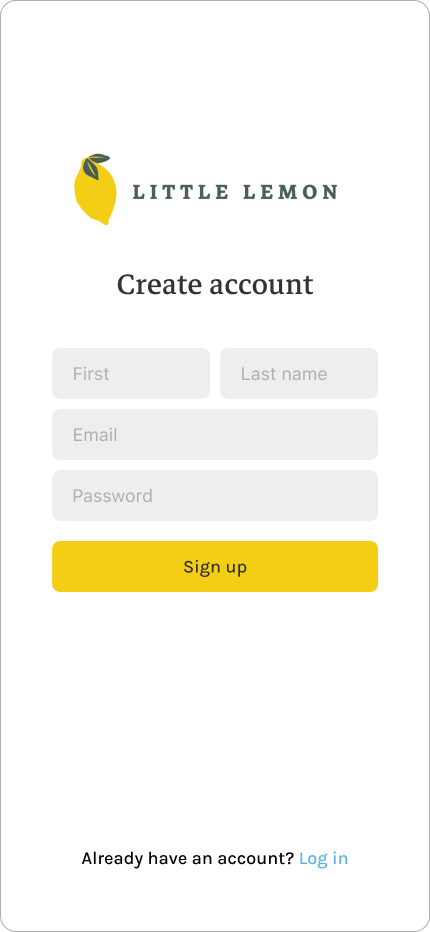 LITTLE LEMON
Create account
First Last name
Email
Password
Sign up
Already have an account? Log in